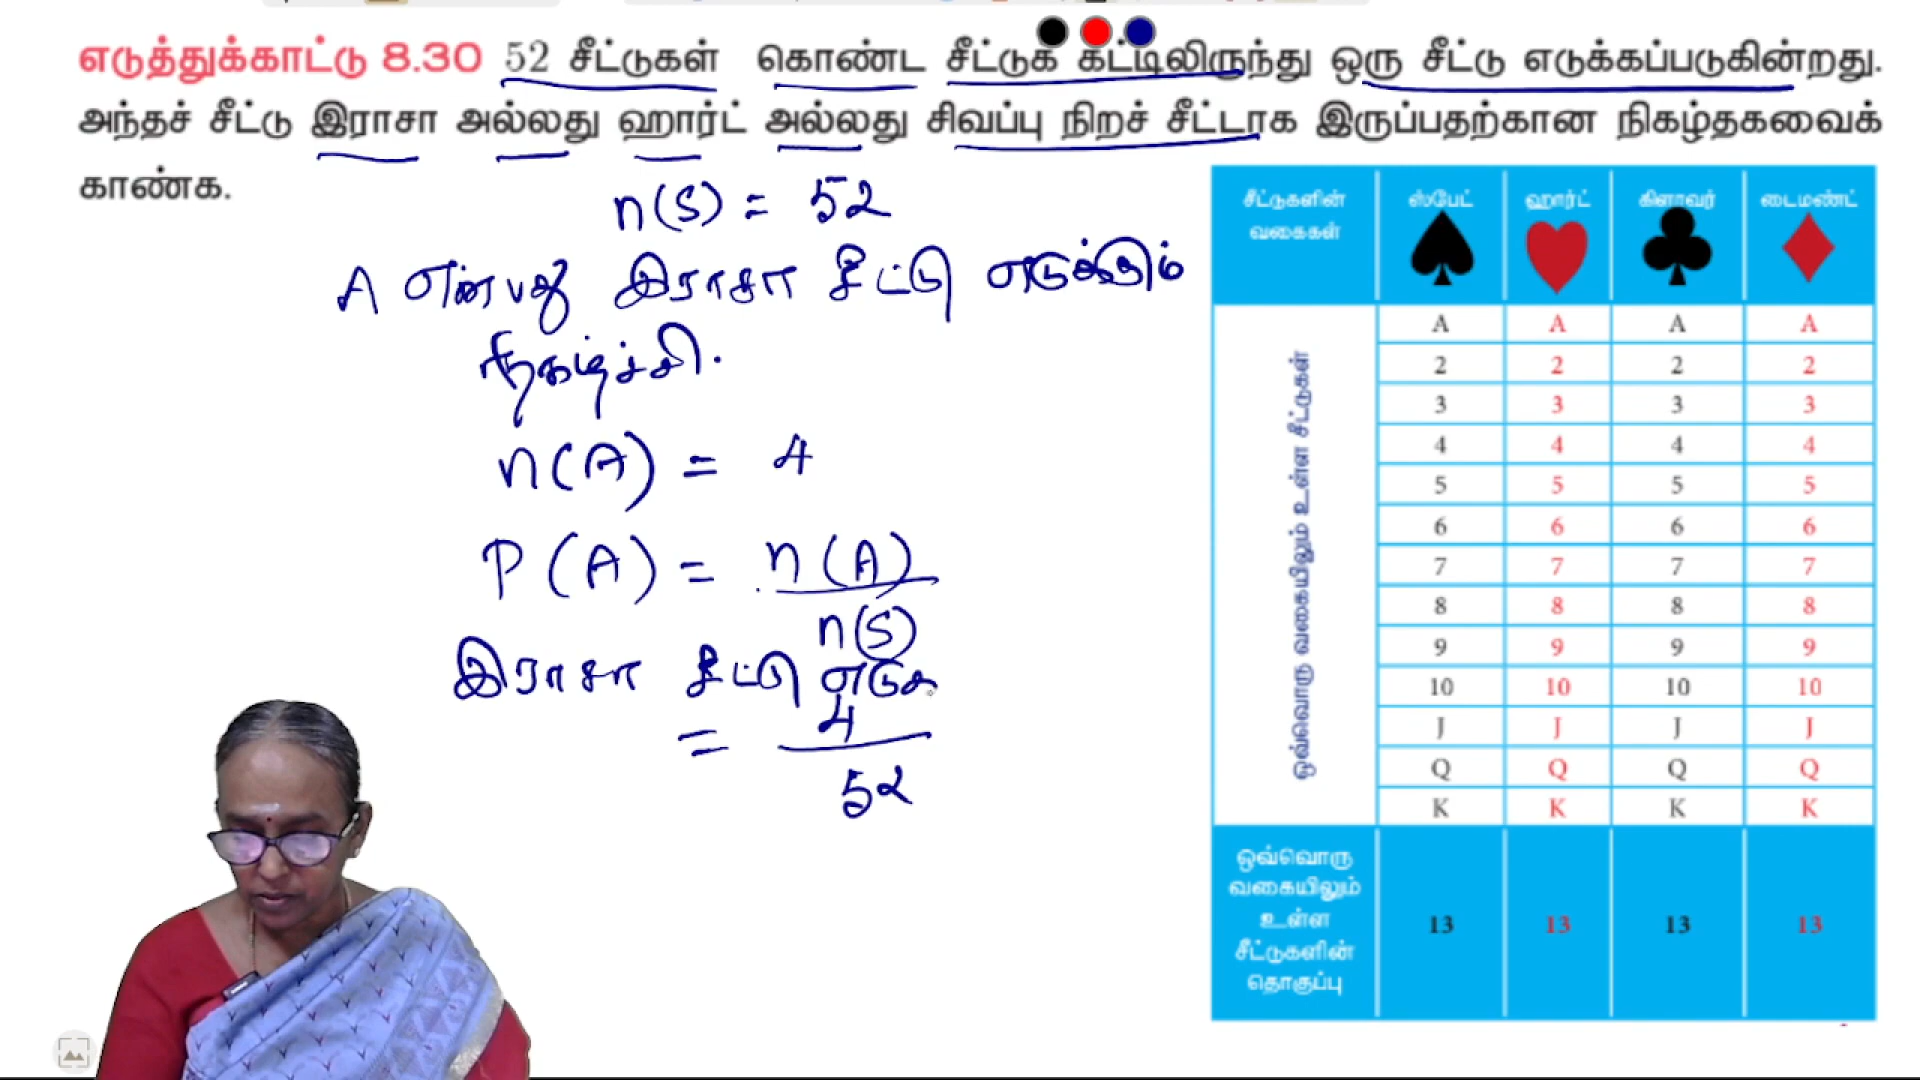 எடுத்துக்காட்டு 8.30 52 சீட்டுகள் கொண்ட சீட்டுக் கட்டிலிருந்து ஒரு சீட்டு எடுக்கப்படுகின்றது.
அந்தச் சீட்டு இராசா அல்லது ஹார்ட் அல்லது சிவப்பு நிறச் சீட்டாக இருப்பதற்கான நிகழ்தகவைக்
காண்க.
n(S) = 52
A என்பது இராசா சீட்டு எடுக்கும்
நிகழ்ச்சி.
n(A) = 4
P(A) = n(A)
n(S)
இராசா சீட்டு எடுக
= 4
52
சீட்டுகளின் வகைகள் ஸ்பேட் ஹார்ட் கிளாவர் டைமண்ட்
ஒவ்வொரு வகையிலும் உள்ள சீட்டுகள்
A A A A
2 2 2 2
3 3 3 3
4 4 4 4
5 5 5 5
6 6 6 6
7 7 7 7
8 8 8 8
9 9 9 9
10 10 10 10
J J J J
Q Q Q Q
K K K K
ஒவ்வொரு
வகையிலும்
உள்ள
சீட்டுகளின்
தொகுப்பு
13 13 13 13